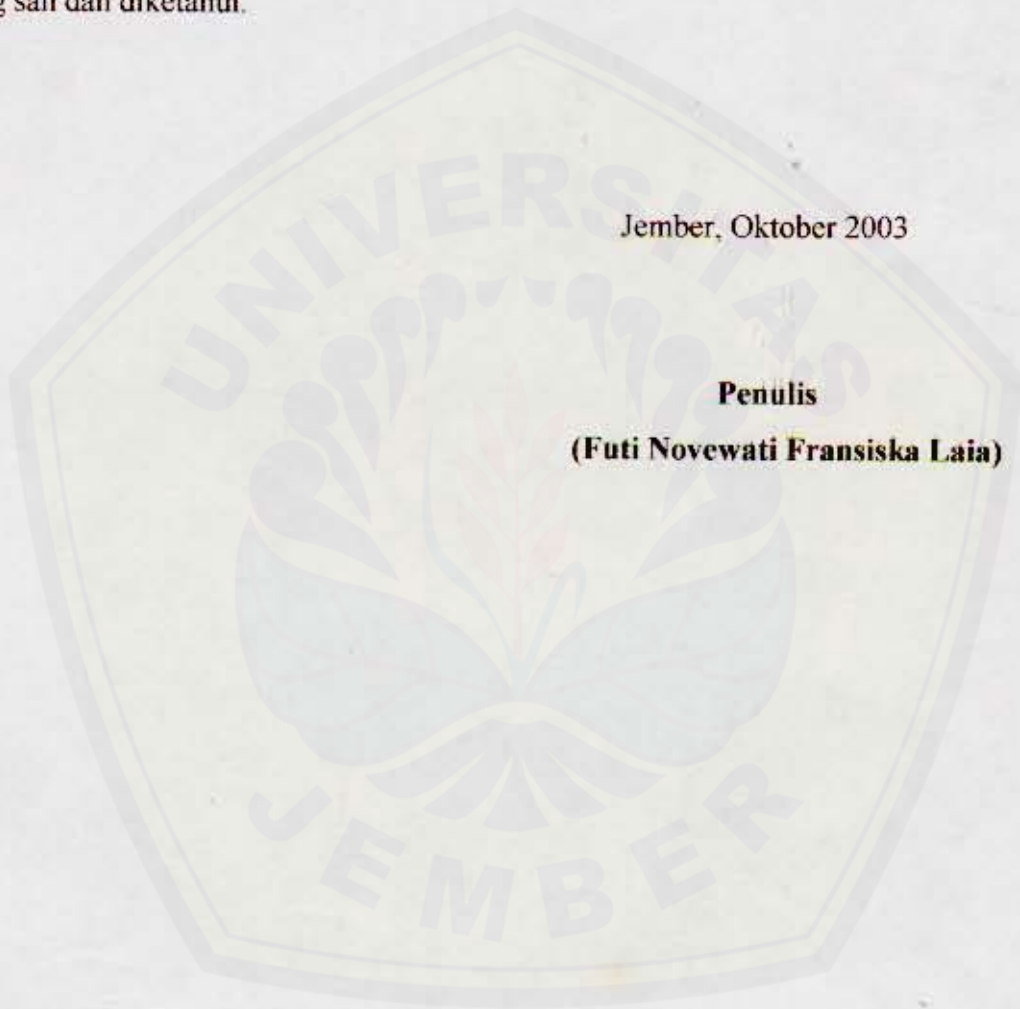 sah dan diketahui.
UNIVERSITAS
Jember, Oktober 2003
Penulis
(Futi Novewati Fransiska Laia)
JEMBER